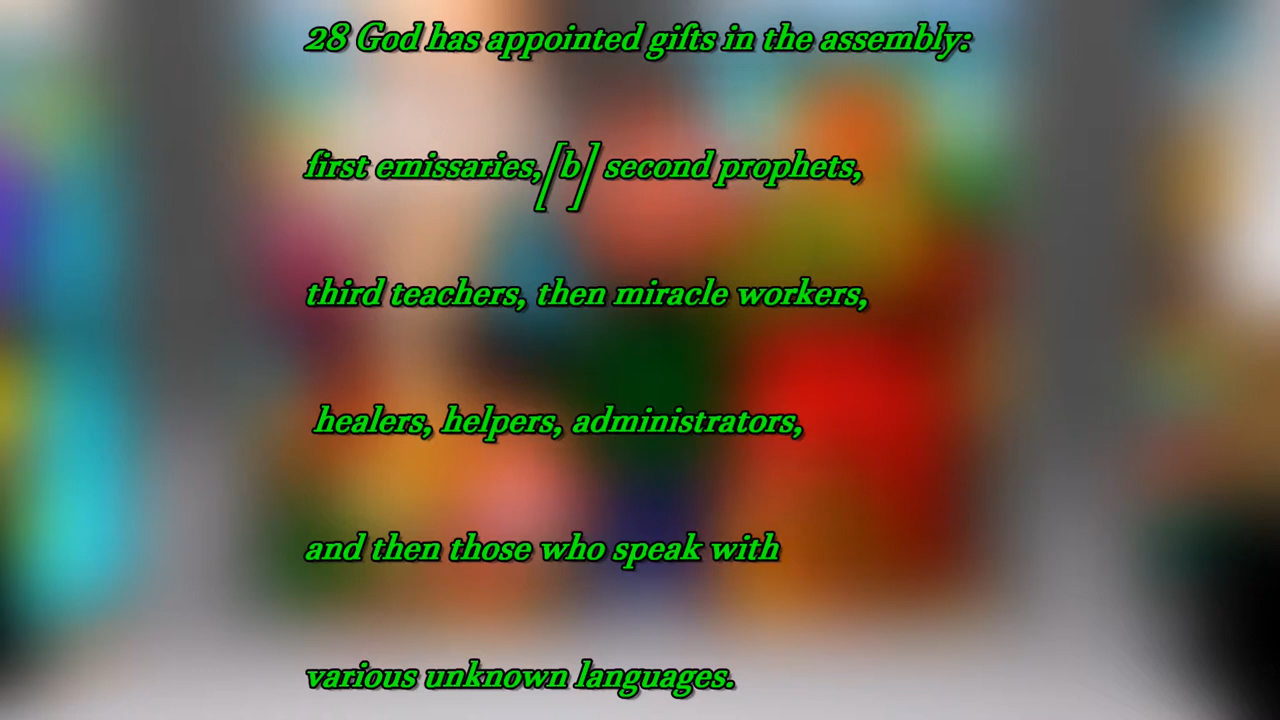 28 God has appointed gifts in the assembly:
first emissaries,[b] second prophets,
third teachers, then miracle workers,
healers, helpers, administrators,
and then those who speak with
various unknown languages.